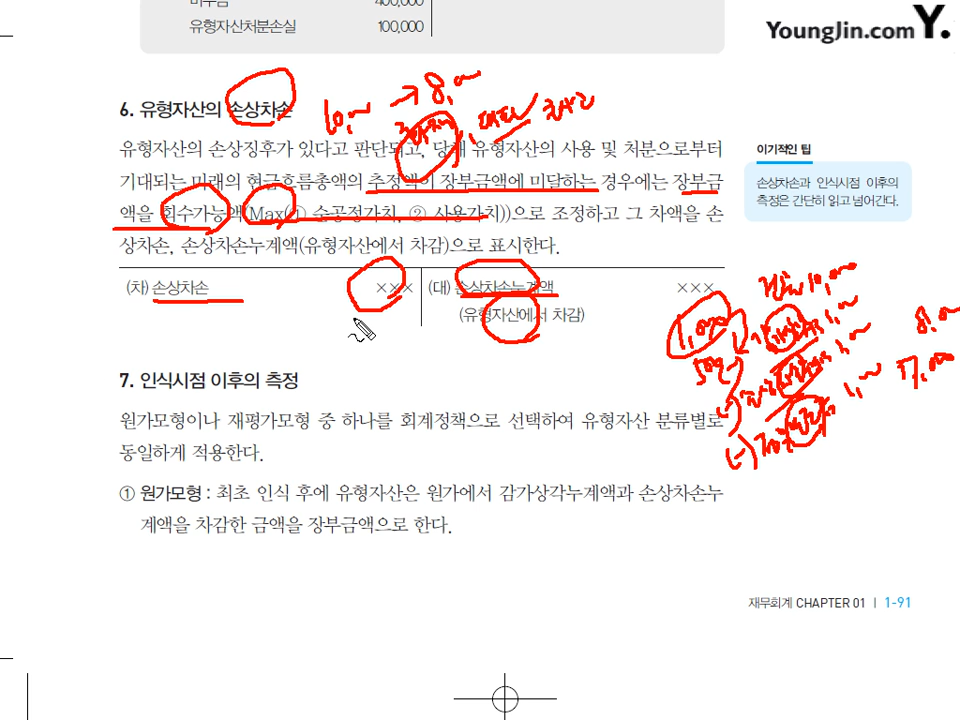 미수금 400,000
유형자산처분손실 100,000
YoungJin.com Y.
6. 유형자산의 손상차손
유형자산의 손상징후가 있다고 판단되고, 당해 유형자산의 사용 및 처분으로부터
기대되는 미래의 현금흐름총액의 추정액이 장부금액에 미달하는 경우에는 장부금
액을 회수가능액(Max(① 순공정가치, ② 사용가치))으로 조정하고 그 차액을 손
상차손, 손상차손누계액(유형자산에서 차감)으로 표시한다.
(차) 손상차손 ××× (대) 손상차손누계액 ×××
(유형자산에서 차감)
이기적인 팁
손상차손과 인식시점 이후의
측정은 간단히 읽고 넘어간다.
7. 인식시점 이후의 측정
원가모형이나 재평가모형 중 하나를 회계정책으로 선택하여 유형자산 분류별로
동일하게 적용한다.
① 원가모형 : 최초 인식 후에 유형자산은 원가에서 감가상각누계액과 손상차손누
계액을 차감한 금액을 장부금액으로 한다.
재무회계 CHAPTER 01 | 1-91